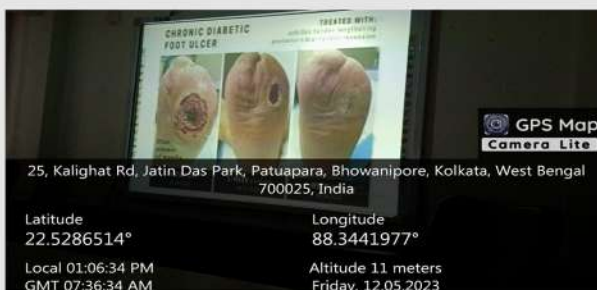 CHRONIC DIABETIC
FOOT ULCER
TREATED WITH:
GPS Map
Camera Lite
25, Kalighat Rd, Jatin Das Park, Patuapara, Bhowanipore, Kolkata, West Bengal
700025, India
Latitude
22.5286514°
Longitude
88.3441977°
Local 01:06:34 PM
GMT 07:36:34 AM
Altitude 11 meters
Friday, 12.05.2023